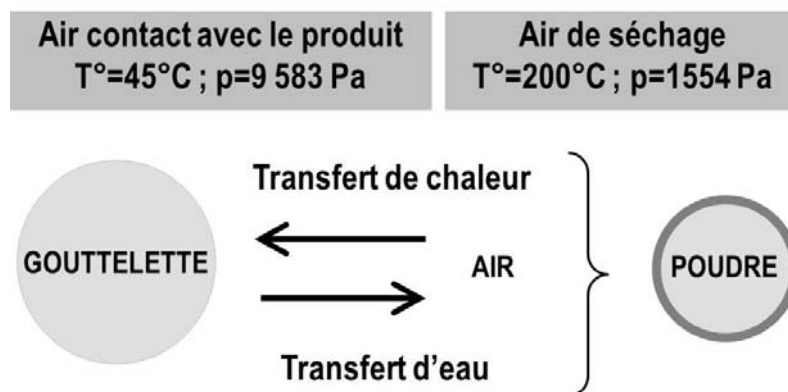 Air contact avec le produit
T°=45°C ; p=9 583 Pa
Air de séchage
T°=200°C ; p=1554 Pa
Transfert de chaleur
GOUTTELETTE
AIR
POUDRE
Transfert d’eau